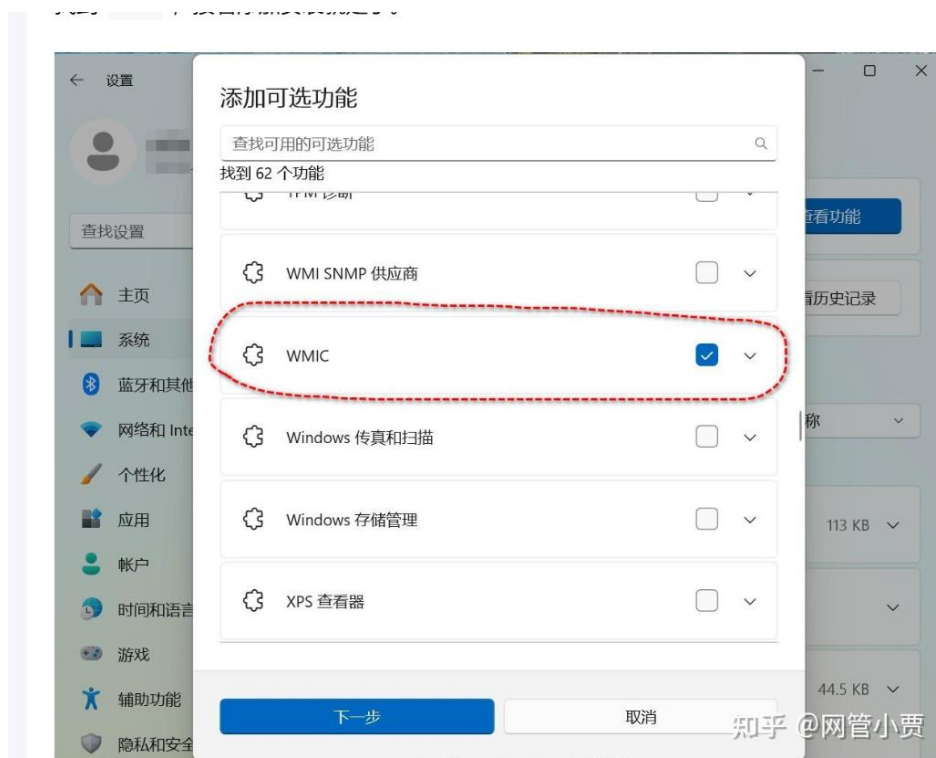 设置
添加可选功能
查找可用的可选功能
找到 62 个功能
TPM 诊断
查看功能
查找设置
WMI SNMP 供应商
主页
看历史记录
系统
WMIC
蓝牙和其他
网络和 Inte
称
Windows 传真和扫描
个性化
应用
Windows 存储管理
113 KB
帐户
时间和语言
XPS 查看器
游戏
辅助功能
44.5 KB
下一步
取消
隐私和安全
知乎 @网管小贾